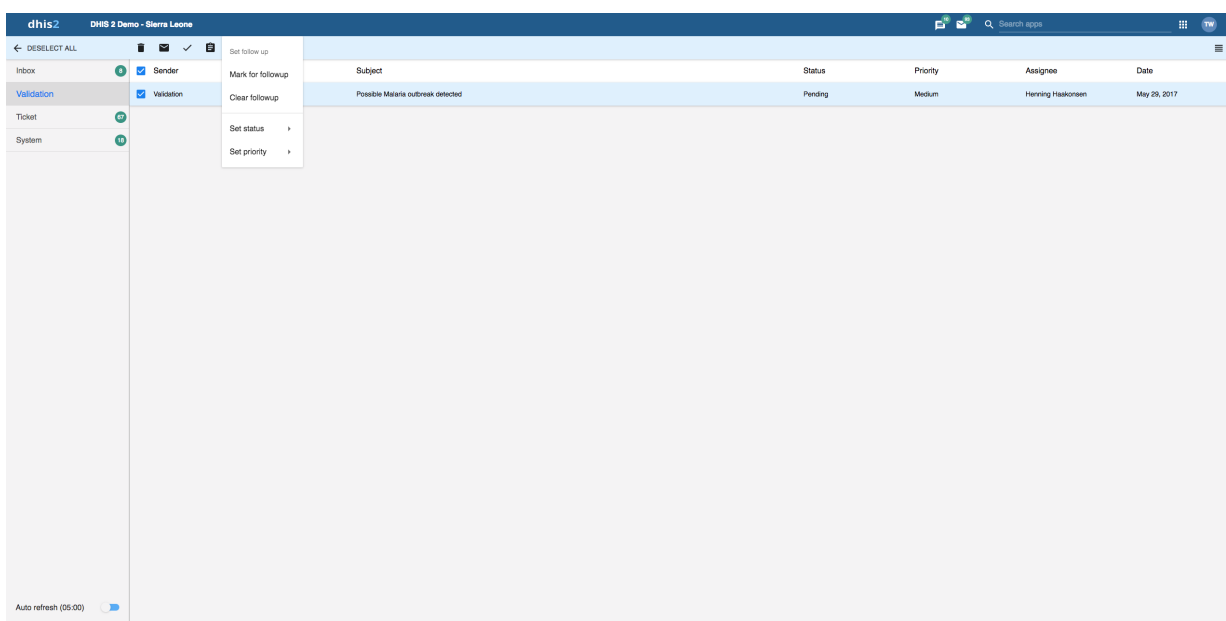 dhis2 DHIS 2 Demo - Sierra Leone Search apps TW
DESELECT ALL
Set follow up
Mark for followup
Clear followup
Set status
Set priority
Inbox 8
Validation
Ticket 67
System 18
Sender Subject Status Priority Assignee Date
Validation Possible Malaria outbreak detected Pending Medium Henning Haakonsen May 29, 2017
Auto refresh (05:00)